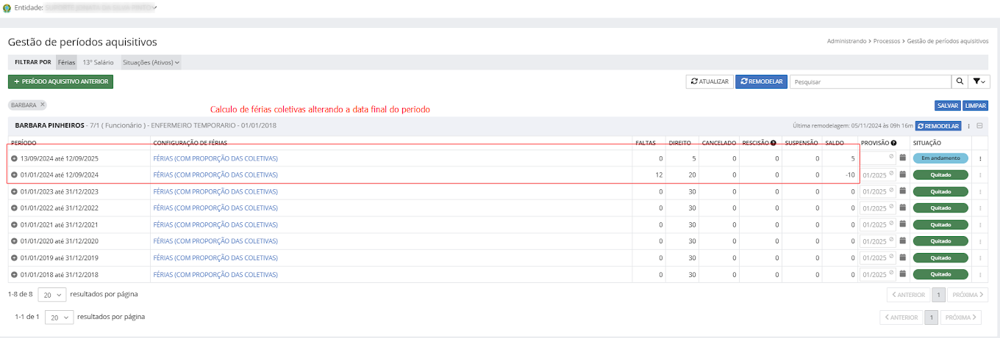 Entidade:
Gestão de períodos aquisitivos
Administrando > Processos > Gestão de períodos aquisitivos
FILTRAR POR Férias 13º Salário Situações (Ativos)
+ PERÍODO AQUISITIVO ANTERIOR ATUALIZAR REMODELAR Pesquisar
BARBARA X SALVAR LIMPAR
Calculo de férias coletivas alterando a data final do periodo
BARBARA PINHEIROS - 7/1 ( Funcionário ) - ENFERMEIRO TEMPORARIO - 01/01/2018 Última remodelagem: 05/11/2024 às 09h 16m REMODELAR
PERÍODO CONFIGURAÇÃO DE FÉRIAS FALTAS DIREITO CANCELADO RESCISÃO SUSPENSÃO SALDO PROVISÃO SITUAÇÃO
13/09/2024 até 12/09/2025 FÉRIAS (COM PROPORÇÃO DAS COLETIVAS) 0 5 0 0 0 5 Em andamento
01/01/2024 até 12/09/2024 FÉRIAS (COM PROPORÇÃO DAS COLETIVAS) 12 20 0 0 0 -10 01/2025 Quitado
01/01/2023 até 31/12/2023 FÉRIAS (COM PROPORÇÃO DAS COLETIVAS) 0 30 0 0 0 0 01/2025 Quitado
01/01/2022 até 31/12/2022 FÉRIAS (COM PROPORÇÃO DAS COLETIVAS) 0 30 0 0 0 0 01/2025 Quitado
01/01/2021 até 31/12/2021 FÉRIAS (COM PROPORÇÃO DAS COLETIVAS) 0 30 0 0 0 0 01/2025 Quitado
01/01/2020 até 31/12/2020 FÉRIAS (COM PROPORÇÃO DAS COLETIVAS) 0 30 0 0 0 0 01/2025 Quitado
01/01/2019 até 31/12/2019 FÉRIAS (COM PROPORÇÃO DAS COLETIVAS) 0 30 0 0 0 0 01/2025 Quitado
01/01/2018 até 31/12/2018 FÉRIAS (COM PROPORÇÃO DAS COLETIVAS) 0 30 0 0 0 0 01/2025 Quitado
1-8 de 8 20 resultados por página < ANTERIOR 1 PRÓXIMA >
1-1 de 1 20 resultados por página < ANTERIOR 1 PRÓXIMA >